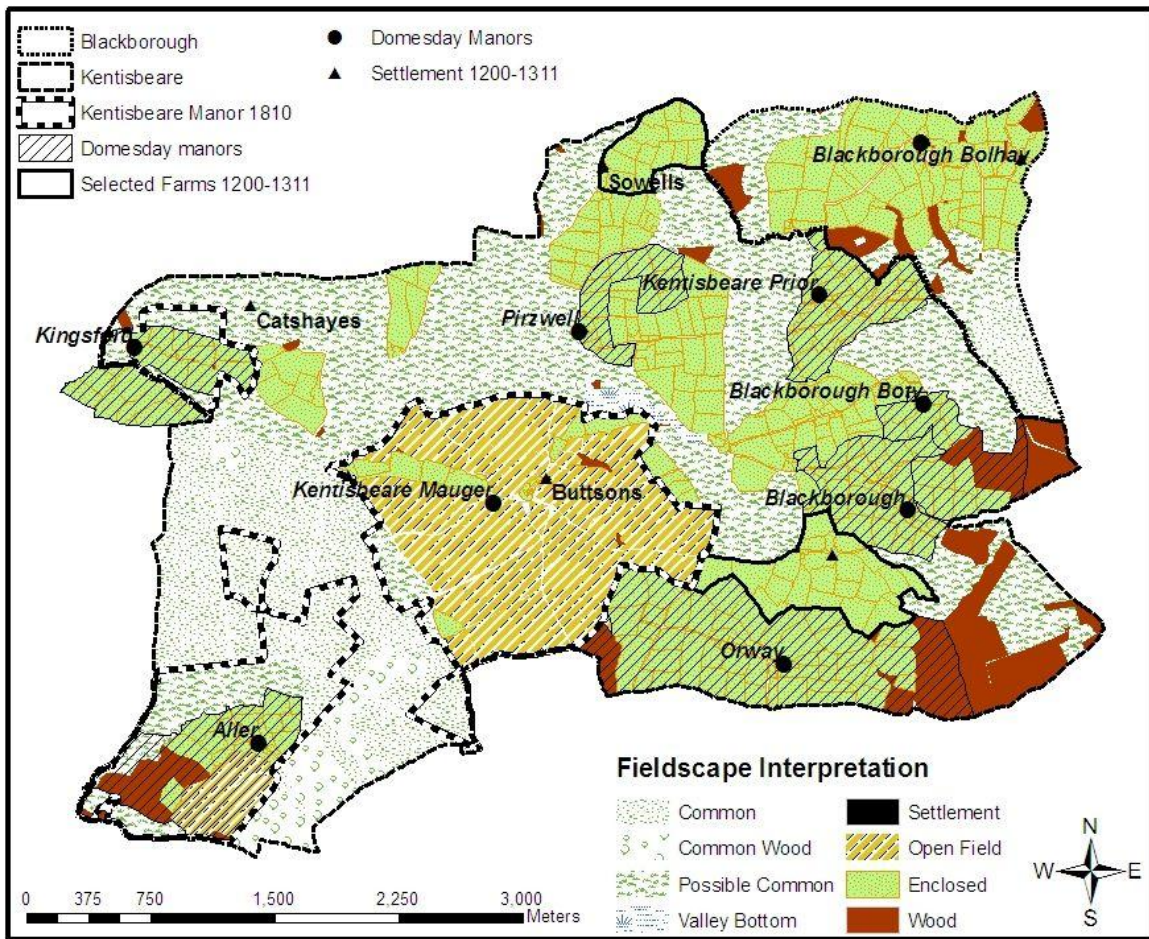 Blackborough
Kentisbeare
Kentisbeare Manor 1810
Domesday manors
Selected Farms 1200-1311
Domesday Manors
Settlement 1200-1311
Blackborough Bolhay
Sowells
Kentisbeare Prior
Pirzwell
Catshayes
Kingsford
Blackborough Boty
Kentisbeare Mauger
Buttsons
Blackborough
Orway
Aller
Fieldscape Interpretation
Common
Common Wood
Possible Common
Valley Bottom
Settlement
Open Field
Enclosed
Wood
N
W E
S
0 375 750 1,500 2,250 3,000
Meters